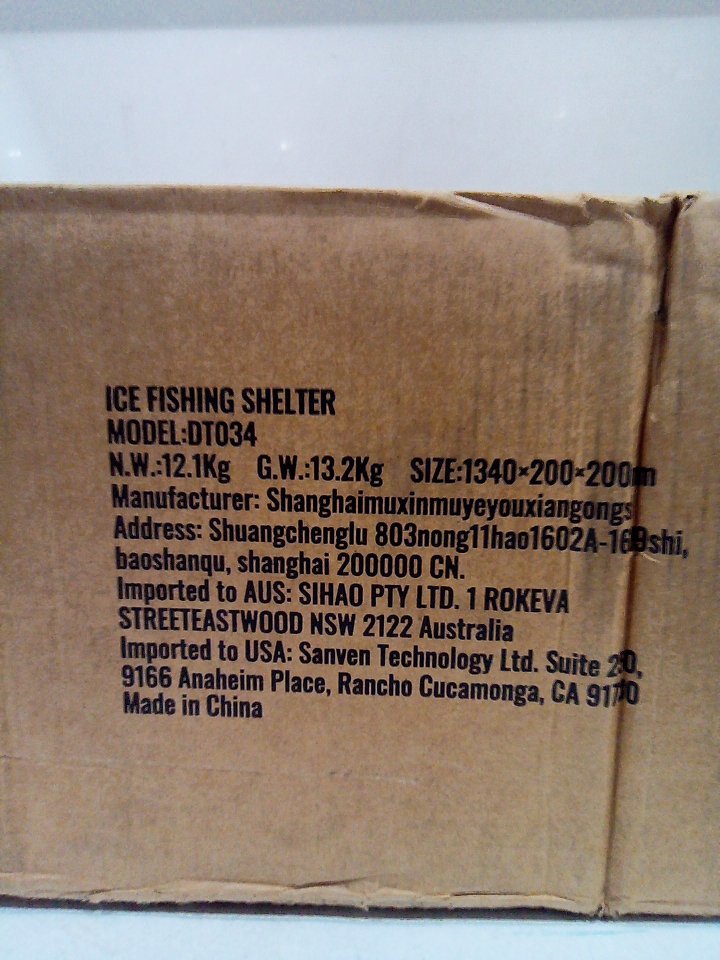 ICE FISHING SHELTER
MODEL:DT034
N.W.:12.1Kg G.W.:13.2Kg SIZE:1340×200×200m
Manufacturer: Shanghaimuxinmuyeyouxiangongs
Address: Shuangchenglu 803nong11hao1602A-
baoshanqu, shanghai 200000 CN.
Imported to AUS: SIHAO PTY LTD. 1 ROKEVA
STREETEASTWOOD NSW 2122 Australia
Imported to USA: Sanven Technology Ltd. Suite
9166 Anaheim Place, Rancho Cucamonga, CA
Made in China